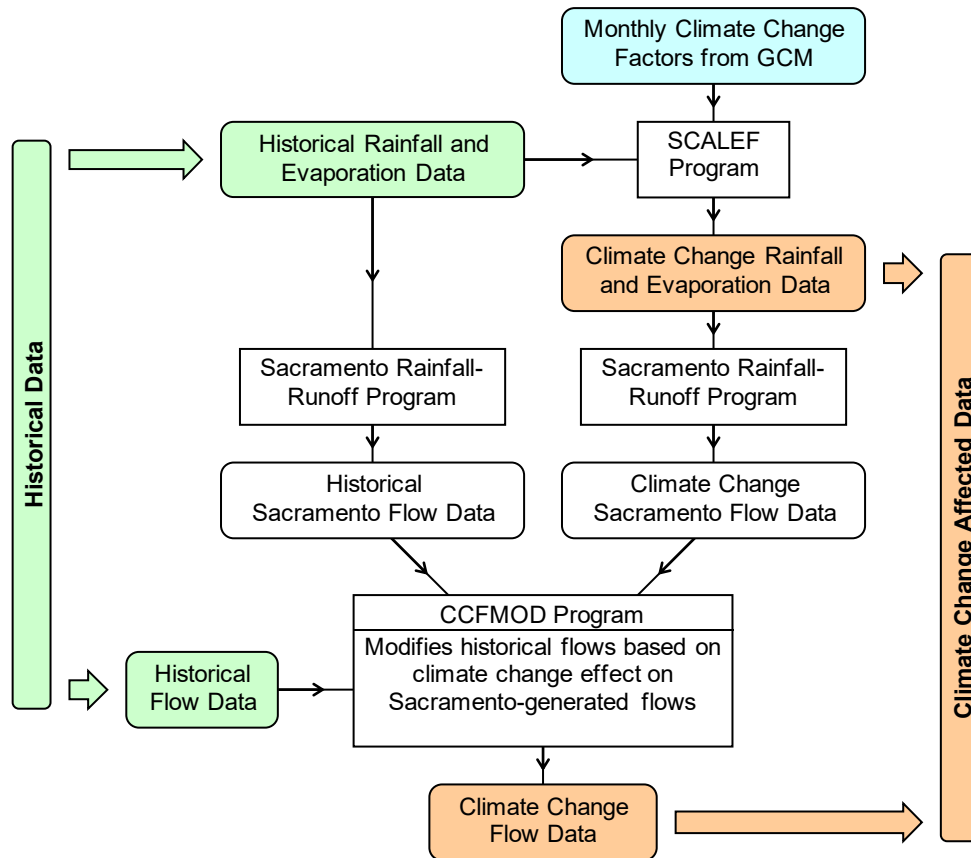 Monthly Climate Change
Factors from GCM
Historical Rainfall and
Evaporation Data
SCALEF
Program
Climate Change Rainfall
and Evaporation Data
Historical Data
Sacramento Rainfall-
Runoff Program
Sacramento Rainfall-
Runoff Program
Historical
Sacramento Flow Data
Climate Change
Sacramento Flow Data
Climate Change Affected Data
CCFMOD Program
Modifies historical flows based on
climate change effect on
Sacramento-generated flows
Historical
Flow Data
Climate Change
Flow Data